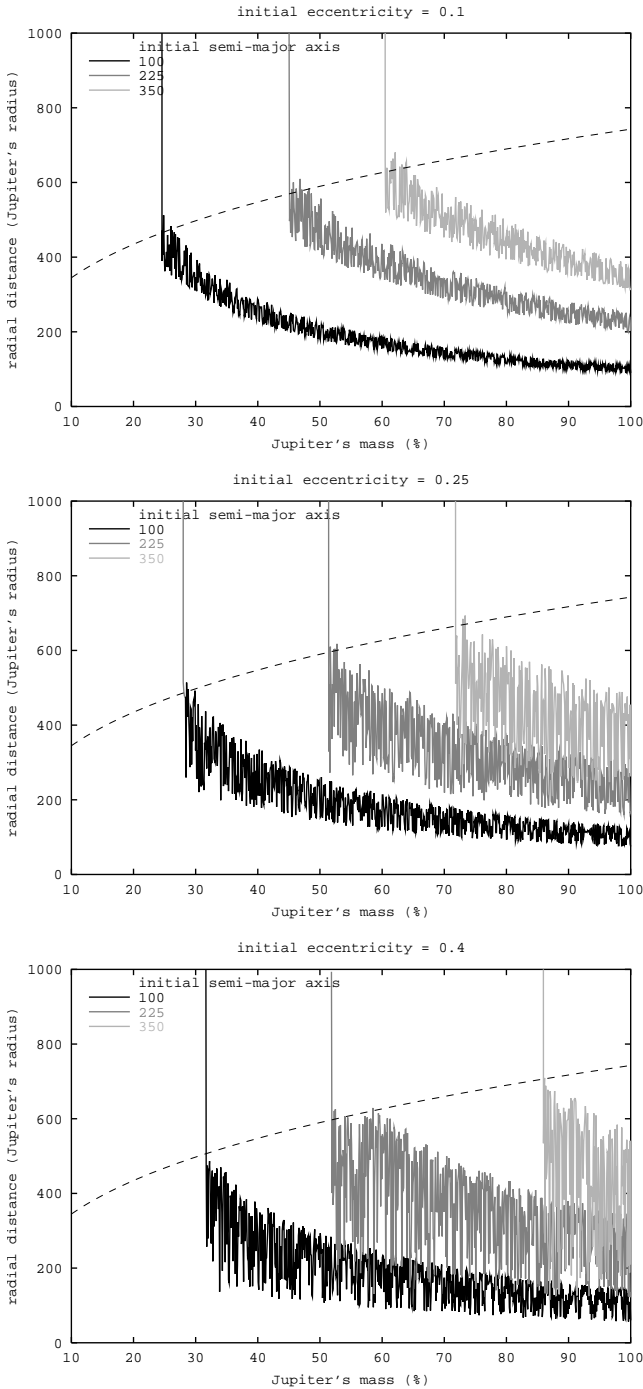 initial eccentricity = 0.1
1000
800
600
400
200
0
radial distance (Jupiter's radius)
initial semi-major axis
100
225
350
10 20 30 40 50 60 70 80 90 100
Jupiter's mass (%)
initial eccentricity = 0.25
1000
800
600
400
200
0
radial distance (Jupiter's radius)
initial semi-major axis
100
225
350
10 20 30 40 50 60 70 80 90 100
Jupiter's mass (%)
initial eccentricity = 0.4
1000
800
600
400
200
0
radial distance (Jupiter's radius)
initial semi-major axis
100
225
350
10 20 30 40 50 60 70 80 90 100
Jupiter's mass (%)